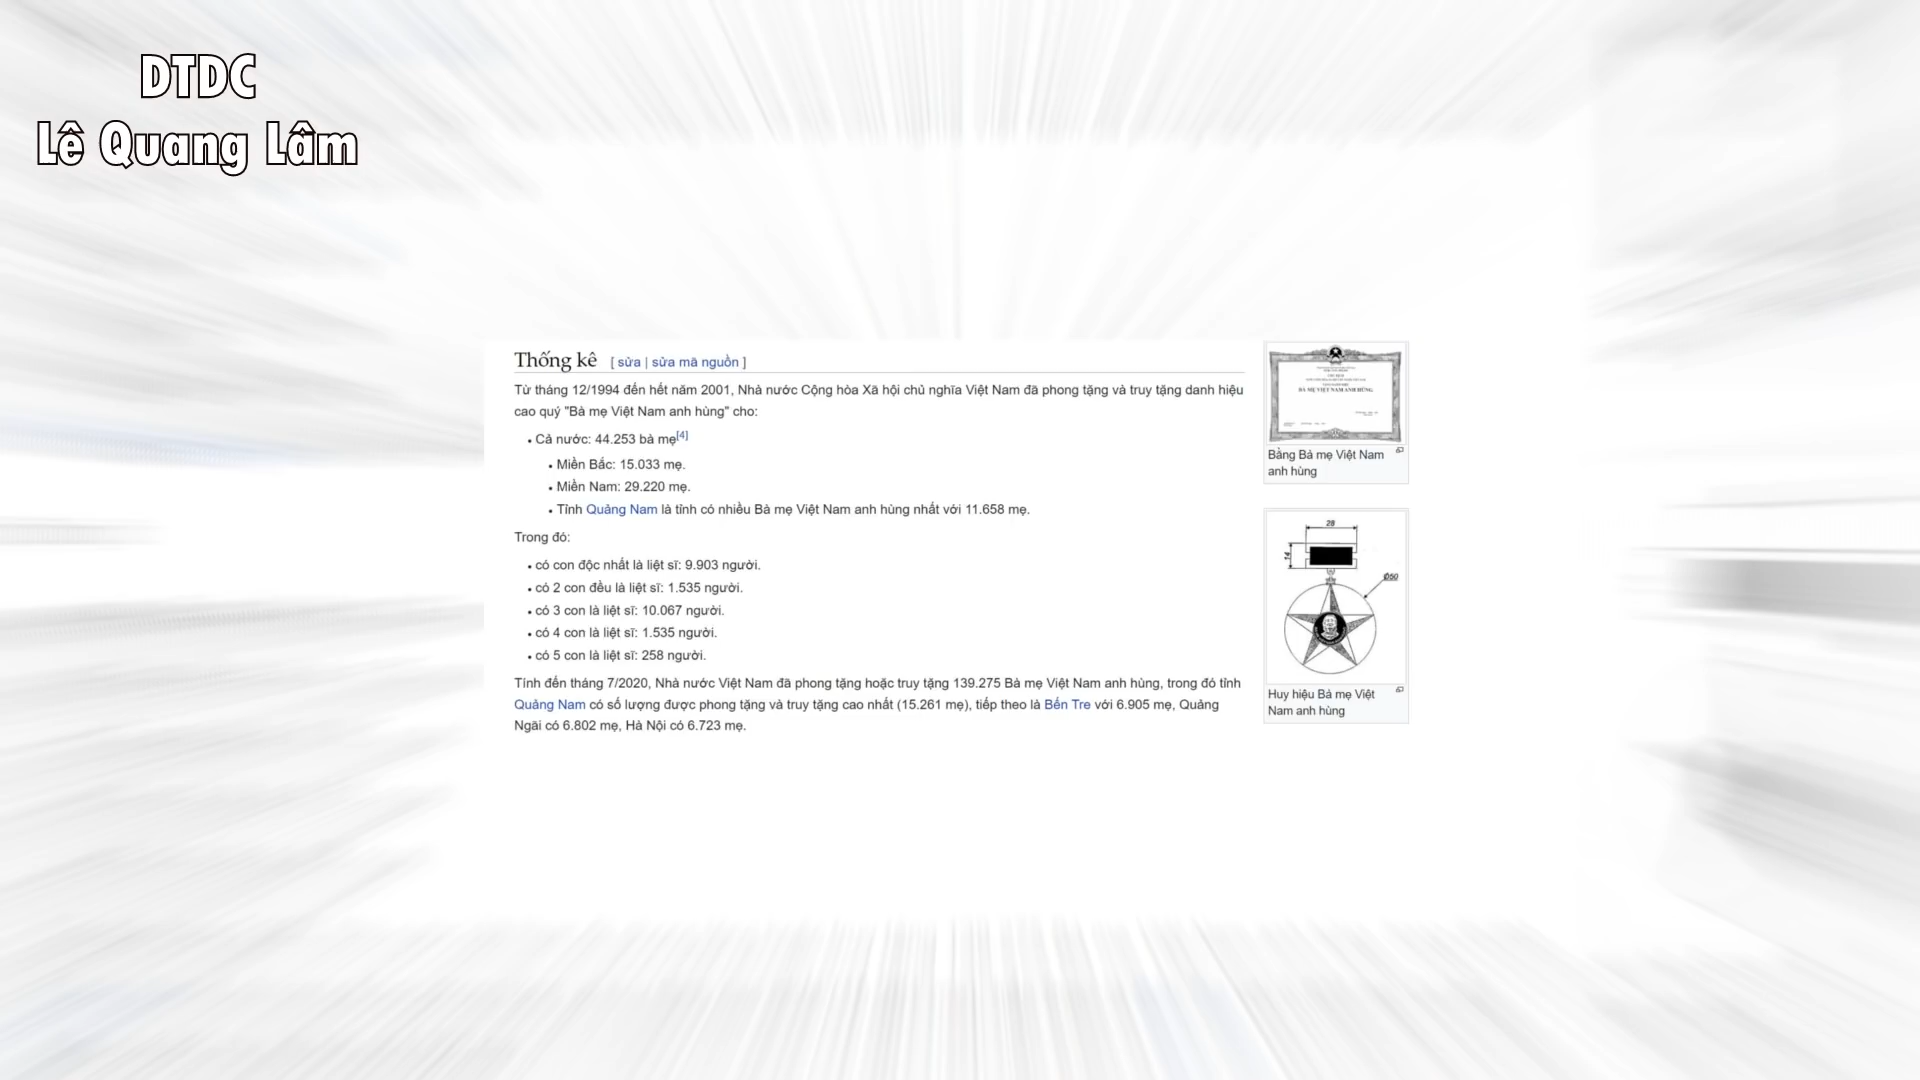 DTDC
Lê Quang Lâm
Thống kê [ sửa | sửa mã nguồn ]
Từ tháng 12/1994 đến hết năm 2001, Nhà nước Cộng hòa Xã hội chủ nghĩa Việt Nam đã phong tặng và truy tặng danh hiệu
cao quý "Bà mẹ Việt Nam anh hùng" cho:
• Cả nước: 44.253 bà mẹ[4]
• Miền Bắc: 15.033 mẹ.
• Miền Nam: 29.220 mẹ.
• Tỉnh Quảng Nam là tỉnh có nhiều Bà mẹ Việt Nam anh hùng nhất với 11.658 mẹ.
Trong đó:
• có con độc nhất là liệt sĩ: 9.903 người.
• có 2 con đều là liệt sĩ: 1.535 người.
• có 3 con là liệt sĩ: 10.067 người.
• có 4 con là liệt sĩ: 1.535 người.
• có 5 con là liệt sĩ: 258 người.
Tính đến tháng 7/2020, Nhà nước Việt Nam đã phong tặng hoặc truy tặng 139.275 Bà mẹ Việt Nam anh hùng, trong đó tỉnh
Quảng Nam có số lượng được phong tặng và truy tặng cao nhất (15.261 mẹ), tiếp theo là Bến Tre với 6.905 mẹ, Quảng
Ngãi có 6.802 mẹ, Hà Nội có 6.723 mẹ.
BÀ MẸ VIỆT NAM ANH HÙNG
Bằng Bà mẹ Việt Nam
anh hùng
28
14
Ø50
Huy hiệu Bà mẹ Việt
Nam anh hùng